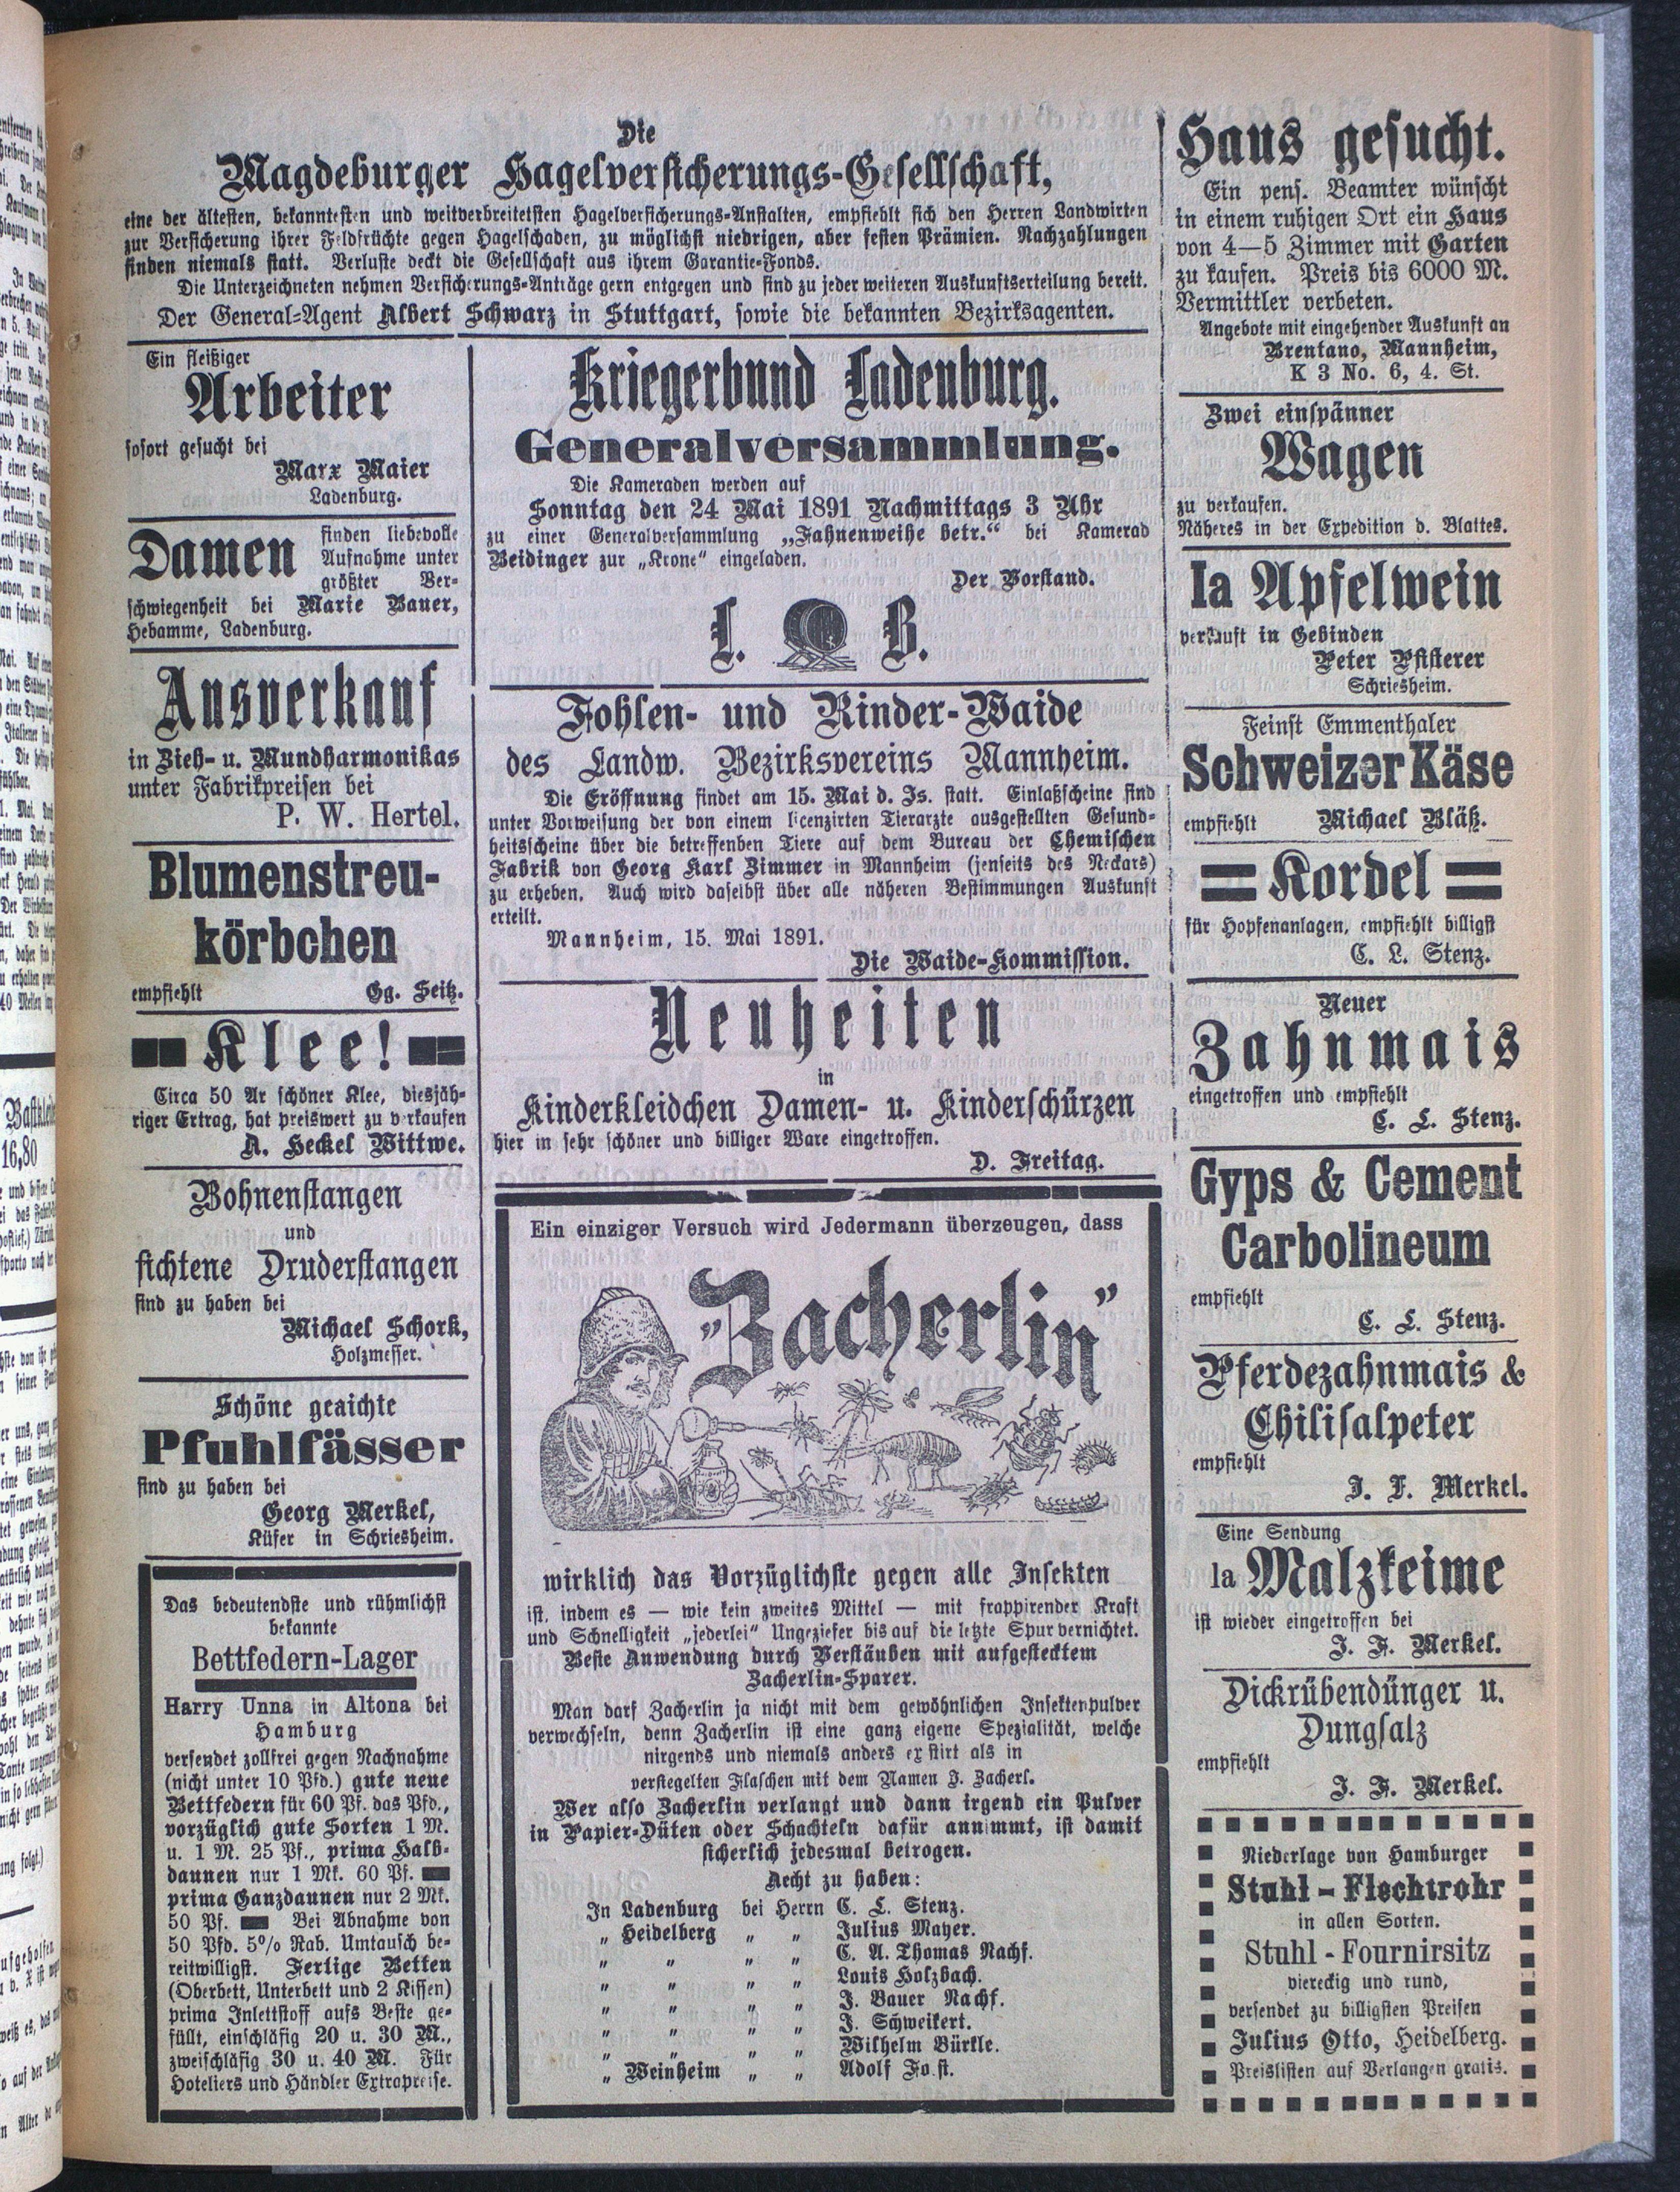 Die
Magdeburger Hagelversicherungs-Gesellschaft,
eine der ältesten, bekanntesten und weitverbreitetsten Hagelversicherungs-Anstalten, empfiehlt sich den Herren Landwirten
zur Versicherung ihrer Feldfrüchte gegen Hagelschaden, zu möglichst niedrigen, aber festen Prämien. Nachzahlungen
finden niemals statt. Verluste deckt die Gesellschaft aus ihrem Garantie-Fonds.
Die Unterzeichneten nehmen Versicherungs-Anträge gern entgegen und sind zu jeder weiteren Auskunftserteilung bereit.
Der General-Agent Albert Schwarz in Stuttgart, sowie die bekannten Bezirksagenten.
Ein fleißiger
Arbeiter
sofort gesucht bei
Marx Maier
Ladenburg.
Damen finden liebevolle
Aufnahme unter
größter Ver-
schwiegenheit bei Marie Bauer,
Hebamme, Ladenburg.
Ausverkauf
in Zieh- u. Mundharmonikas
unter Fabrikpreisen bei
P. W. Hertel.
Blumenstreu-
körbchen
empfiehlt Gg. Seitz.
Klee!
Circa 50 Ar schöner Klee, diesjäh-
riger Ertrag, hat preiswert zu verkaufen
A. Heckel Wittwe.
Bohnenstangen
und
fichtene Druderstangen
sind zu haben bei
Michael Schork,
Holzmesser.
Schöne geaichte
Pfuhlfässer
sind zu haben bei
Georg Merkel,
Küfer in Schriesheim.
Das bedeutendste und rühmlichst
bekannte
Bettfedern-Lager
Harry Unna in Altona bei
Hamburg
versendet zollfrei gegen Nachnahme
(nicht unter 10 Pfd.) gute neue
Bettfedern für 60 Pf. das Pfd.,
vorzüglich gute Sorten 1 M.
u. 1 M. 25 Pf., prima Halb-
daunen nur 1 Mk. 60 Pf.
prima Ganzdaunen nur 2 Mk.
50 Pf. Bei Abnahme von
50 Pfd. 5% Rab. Umtausch be-
reitwilligst. Fertige Betten
(Oberbett, Unterbett und 2 Kissen)
prima Inlettstoff aufs Beste ge-
füllt, einschläfig 20 u. 30 M.,
zweischläfig 30 u. 40 M. Für
Hoteliers und Händler Extrapreise.
Kriegerbund Ladenburg.
Generalversammlung.
Die Kameraden werden auf
Sonntag den 24 Mai 1891 Nachmittags 3 Uhr
zu einer Generalversammlung „Fahnenweihe betr.“ bei Kamerad
Beidinger zur „Krone“ eingeladen.
Der Vorstand.
L. B.
Fohlen- und Rinder-Waide
des Landw. Bezirksvereins Mannheim.
Die Eröffnung findet am 15. Mai d. Js. statt. Einlaßscheine sind
unter Vorweisung der von einem licenzirten Tierarzte ausgestellten Gesund-
heitsscheine über die betreffenden Tiere auf dem Bureau der Chemischen
Fabrik von Georg Karl Zimmer in Mannheim (jenseits des Neckars)
zu erheben. Auch wird daselbst über alle näheren Bestimmungen Auskunft
erteilt.
Mannheim, 15. Mai 1891.
Die Waide-Kommission.
Neuheiten
in
Kinderkleidchen Damen- u. Kinderschürzen
hier in sehr schöner und billiger Ware eingetroffen.
D. Freitag.
Ein einziger Versuch wird Jedermann überzeugen, dass
„Zacherlin”
wirklich das Vorzüglichste gegen alle Insekten
ist, indem es — wie kein zweites Mittel — mit frappirender Kraft
und Schnelligkeit „jederlei“ Ungeziefer bis auf die letzte Spur vernichtet.
Beste Anwendung durch Verstäuben mit aufgestecktem
Zacherlin-Sparer.
Man darf Zacherlin ja nicht mit dem gewöhnlichen Insektenpulver
verwechseln, denn Zacherlin ist eine ganz eigene Spezialität, welche
nirgends und niemals anders existirt als in
versiegelten Flaschen mit dem Namen J. Zacherl.
Wer also Zacherlin verlangt und dann irgend ein Pulver
in Papier-Düten oder Schachteln dafür annimmt, ist damit
sicherlich jedesmal betrogen.
Aecht zu haben:
In Ladenburg bei Herrn C. L. Stenz.
„ Heidelberg „ „ Julius Mayer.
„ „ „ „ C. A. Thomas Nachf.
„ „ „ „ Louis Holzbach.
„ „ „ „ J. Bauer Nachf.
„ „ „ „ J. Schweikert.
„ „ „ „ Wilhelm Bürkle.
„ Weinheim „ „ Adolf
Haus gesucht.
Ein pens. Beamter wünscht
in einem ruhigen Ort ein Haus
von 4—5 Zimmer mit Garten
zu kaufen. Preis bis 6000 M.
Vermittler verbeten.
Angebote mit eingehender Auskunft an
Brentano, Mannheim,
K 3 No. 6, 4. St.
Zwei einspänner
Wagen
zu verkaufen.
Näheres in der Expedition d. Blattes.
Ia Apfelwein
verkauft in Gebinden
Peter Pfisterer
Schriesheim.
Feinst Emmenthaler
Schweizer Käse
empfiehlt Michael Bläß.
Kordel
für Hopfenanlagen, empfiehlt billigst
C. L. Stenz.
Neuer
Zahnmais
eingetroffen und empfiehlt
C. L. Stenz.
Gyps & Cement
Carbolineum
empfiehlt
C. L. Stenz.
Pferdezahnmais &
Chilisalpeter
empfiehlt
J. F. Merkel.
Eine Sendung
Ia Malzkeime
ist wieder eingetroffen bei
J. F. Merkel.
Dickrübendünger u.
Dungsalz
empfiehlt
J. F. Merkel.
Niederlage von Hamburger
Stuhl-Flechtrohr
in allen Sorten.
Stuhl-Fournirsitz
viereckig und rund,
versendet zu billigsten Preisen
Julius Otto, Heidelberg.
Preislisten auf Verlangen gratis.